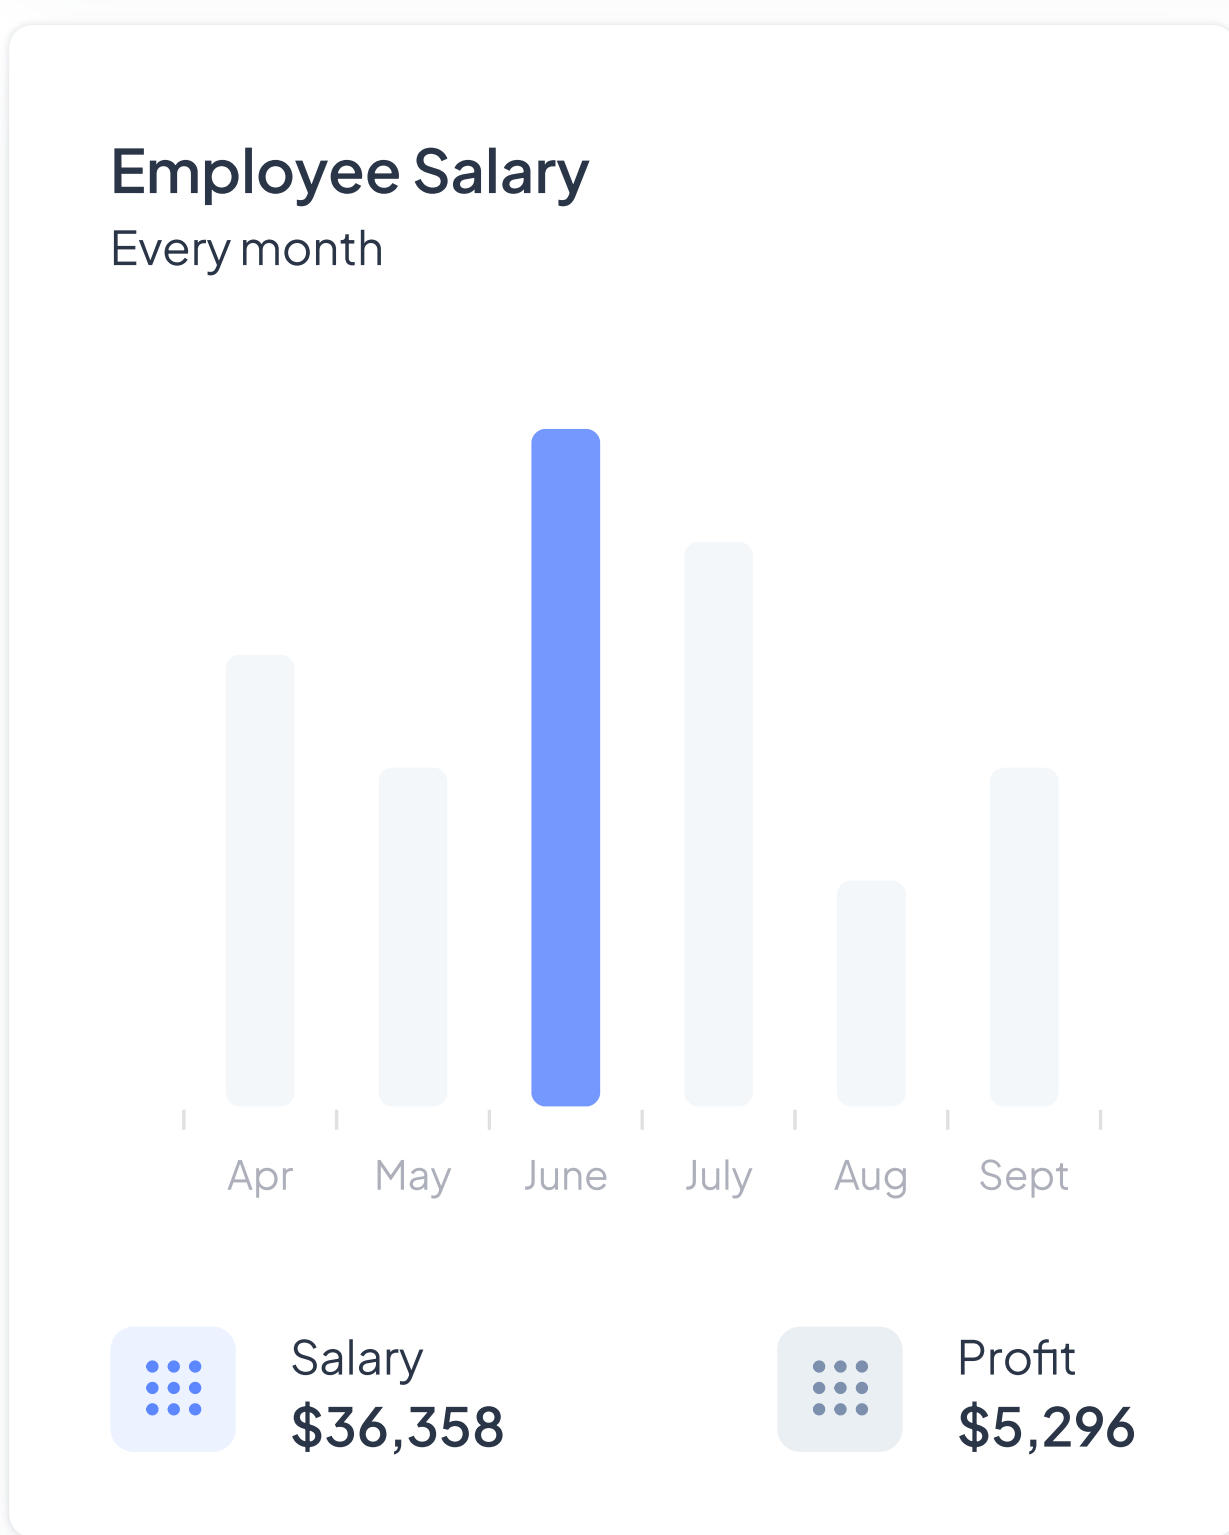 Employee Salary
Every month
Apr May June July Aug Sept
Salary
$36,358
Profit
$5,296